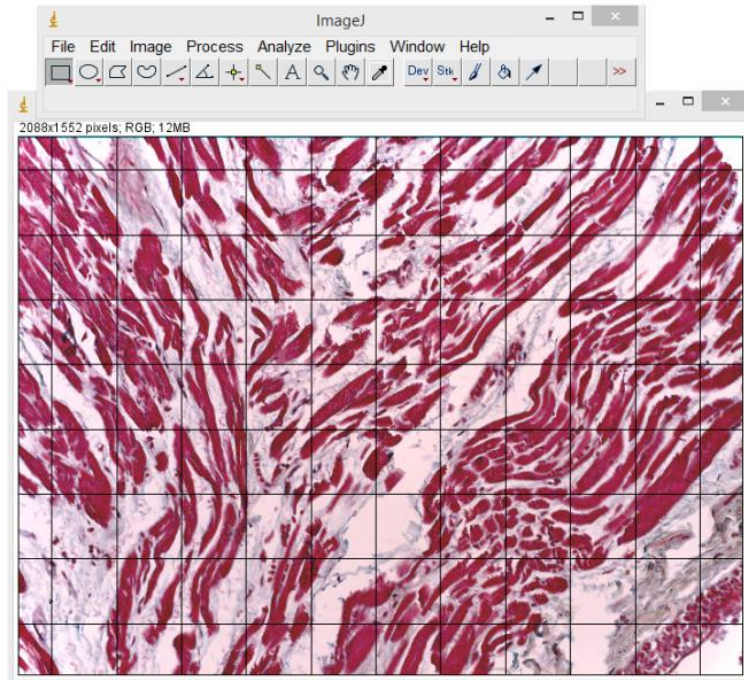 ImageJ
File Edit Image Process Analyze Plugins Window Help
A Dev Stk >>
2088x1552 pixels; RGB; 12MB